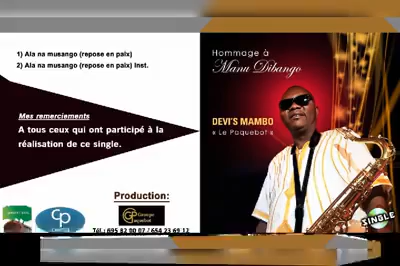 1) Ala na musango (repose en paix)
2) Ala na musango (repose en paix) Inst.
Mes remerciements
A tous ceux qui ont participé à la
réalisation de ce single.
Production:
GP
Tél.: 695 82 00 07 / 654 23 69 12
Hommage à
Manu Dibango
DEVI'S MAMBO
« Le Paquebot »
SINGLE